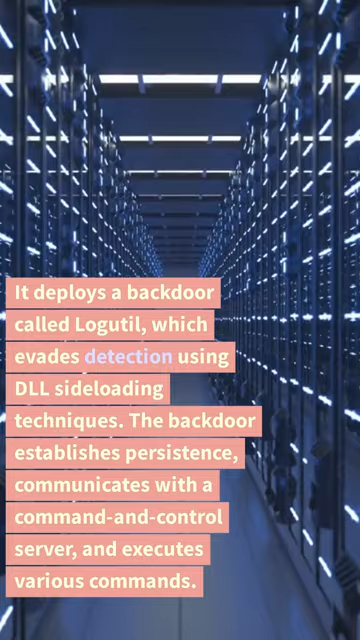 It deploys a backdoor
called Logutil, which
evades detection using
DLL sideloading
techniques. The backdoor
establishes persistence,
communicates with a
command-and-control
server, and executes
various commands.